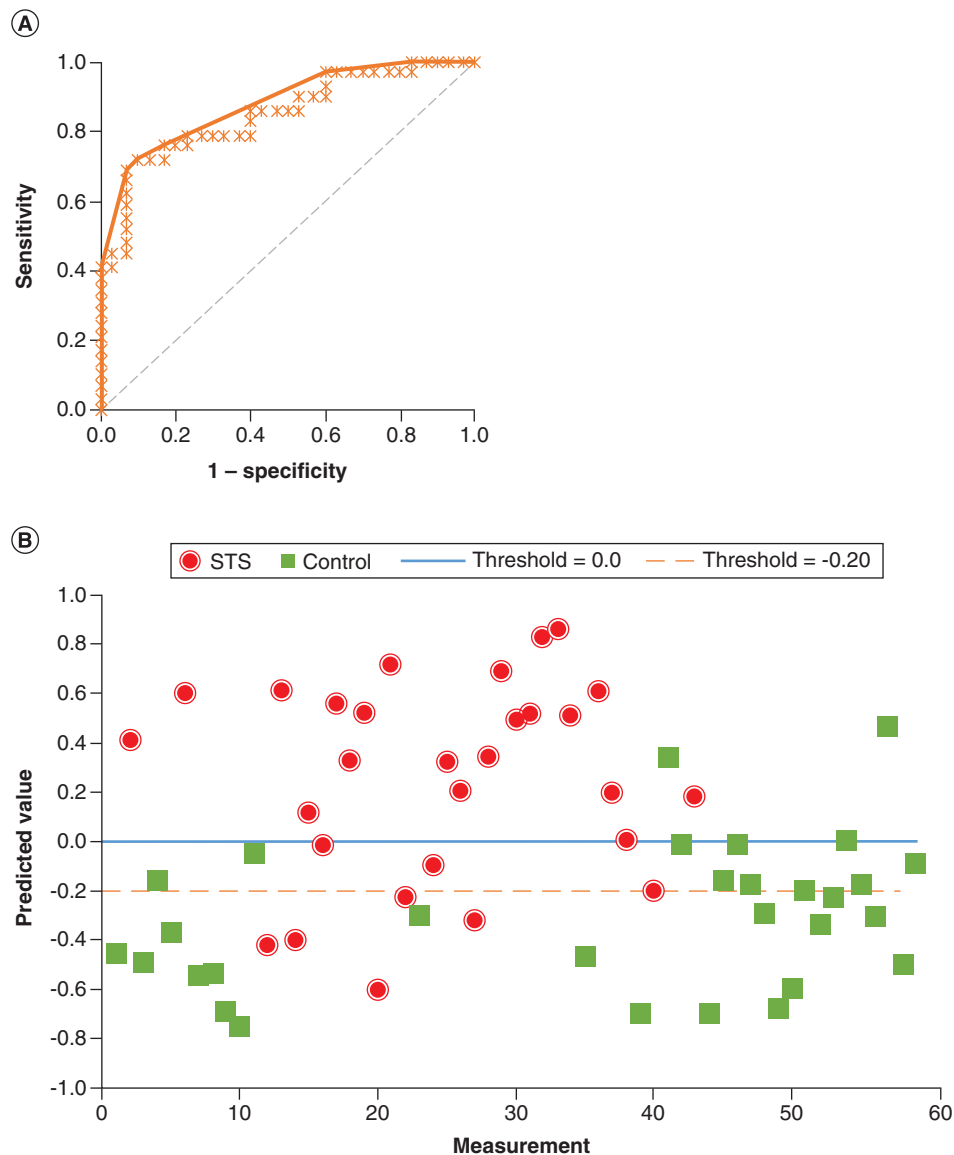 A
1.0
0.8
0.6
0.4
0.2
0.0
Sensitivity
0.0 0.2 0.4 0.6 0.8 1.0
1 – specificity
B
STS Control Threshold = 0.0 Threshold = -0.20
1.0
0.8
0.6
0.4
0.2
0.0
-0.2
-0.4
-0.6
-0.8
-1.0
Predicted value
0 10 20 30 40 50 60
Measurement